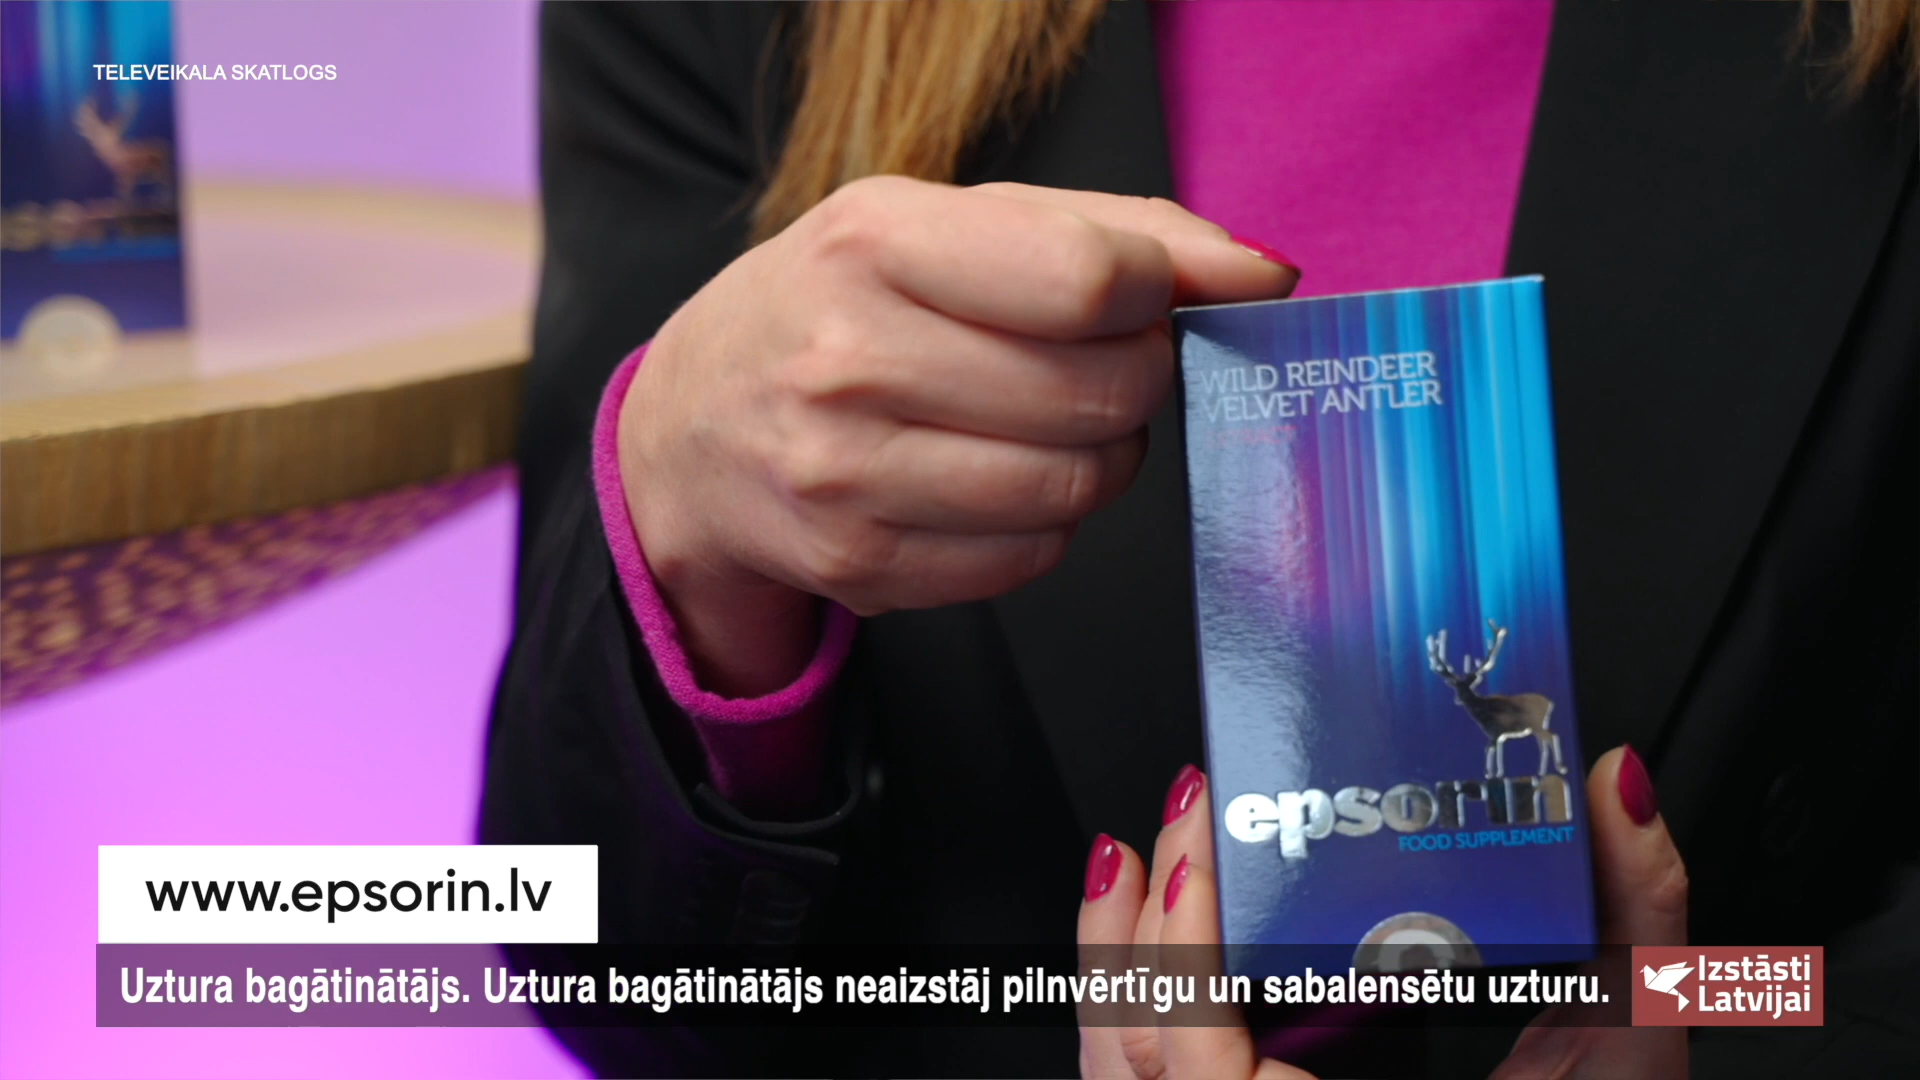 TELEVEIKALA SKATLOGS
WILD REINDEER
VELVET ANTLER
epsorin
FOOD SUPPLEMENT
www.epsorin.lv
Uztura bagātinātājs. Uztura bagātinātājs neaizstāj pilnvērtīgu un sabalensētu uzturu.
Izstāsti
Latvijai